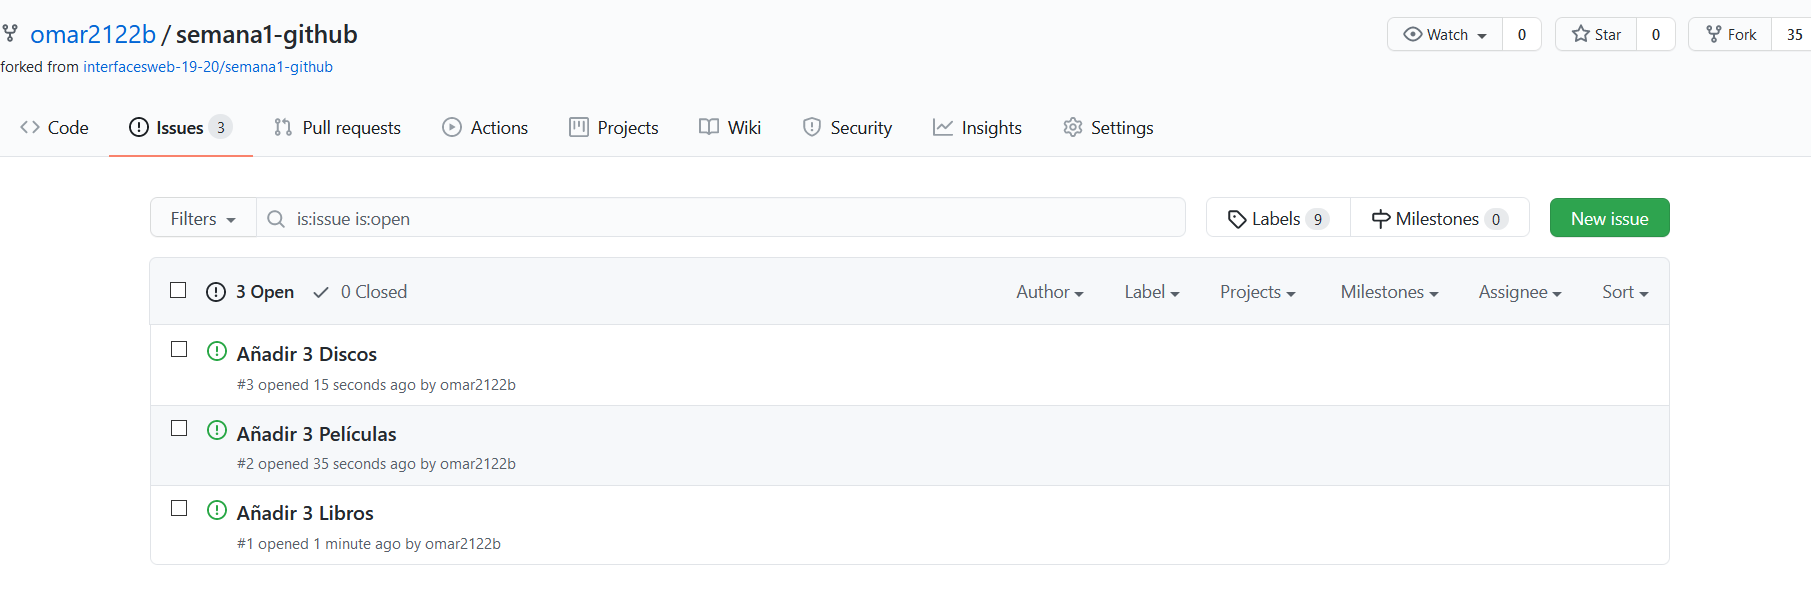 omar2122b / semana1-github Watch 0 Star 0 Fork 35
forked from interfacesweb-19-20/semana1-github
Code Issues 3 Pull requests Actions Projects Wiki Security Insights Settings
Filters is:issue is:open Labels 9 Milestones 0 New issue
3 Open 0 Closed Author Label Projects Milestones Assignee Sort
Añadir 3 Discos
#3 opened 15 seconds ago by omar2122b
Añadir 3 Películas
#2 opened 35 seconds ago by omar2122b
Añadir 3 Libros
#1 opened 1 minute ago by omar2122b